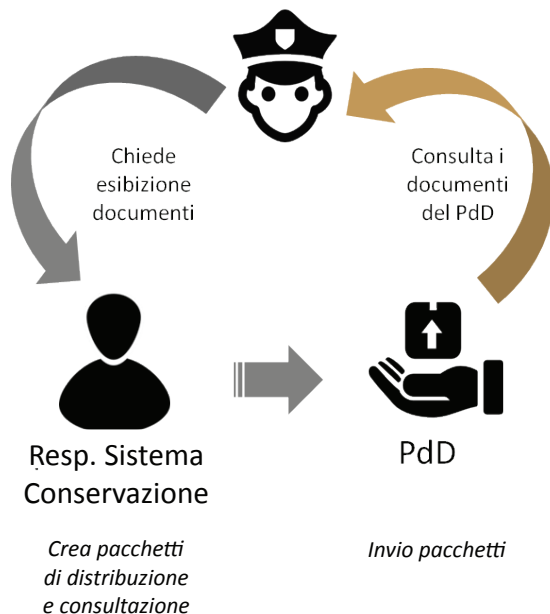 Chiede
esibizione
documenti
Consulta i
documenti
del PdD
Resp. Sistema
Conservazione
PdD
Crea pacchetti
di distribuzione
e consultazione
Invio pacchetti